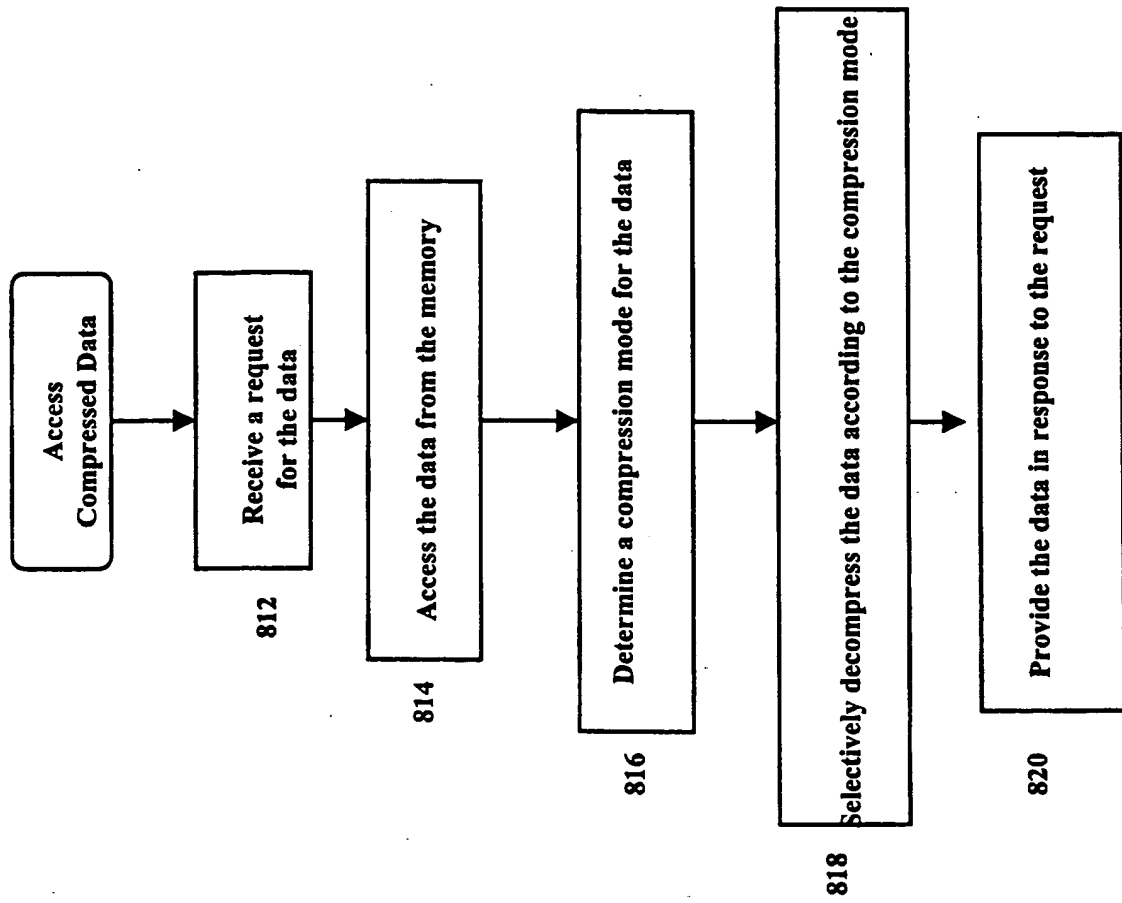 Access
Compressed Data
812
Receive a request
for the data
814
Access the data from the memory
816
Determine a compression mode for the data
818
Selectively decompress the data according to the compression mode
820
Provide the data in response to the request